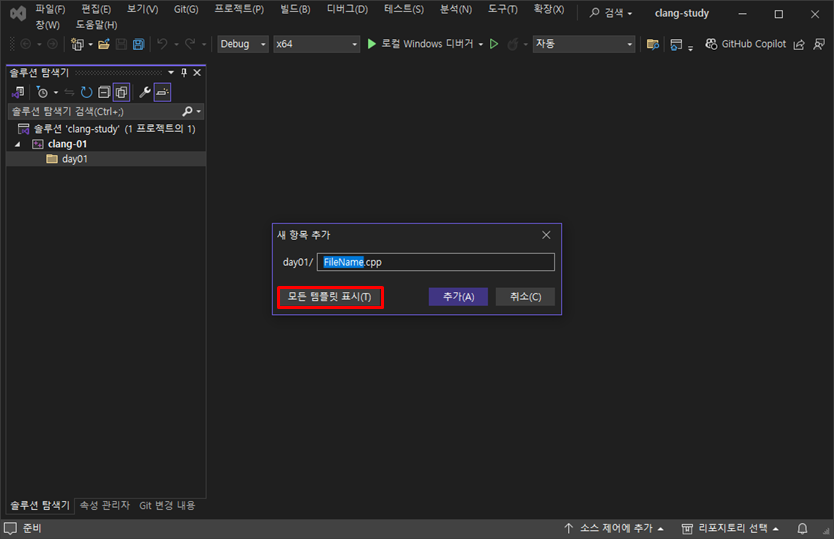 파일(F) 편집(E) 보기(V) Git(G) 프로젝트(P) 빌드(B) 디버그(D) 테스트(S) 분석(N) 도구(T) 확장(X) 검색 clang-study
창(W) 도움말(H)
Debug x64 로컬 Windows 디버거 자동 GitHub Copilot
솔루션 탐색기
솔루션 탐색기 검색(Ctrl+;)
솔루션 'clang-study' (1 프로젝트의 1)
clang-01
day01
새 항목 추가
day01/ FileName.cpp
모든 템플릿 표시(T) 추가(A) 취소(C)
솔루션 탐색기 속성 관리자 Git 변경 내용
준비 소스 제어에 추가 리포지토리 선택